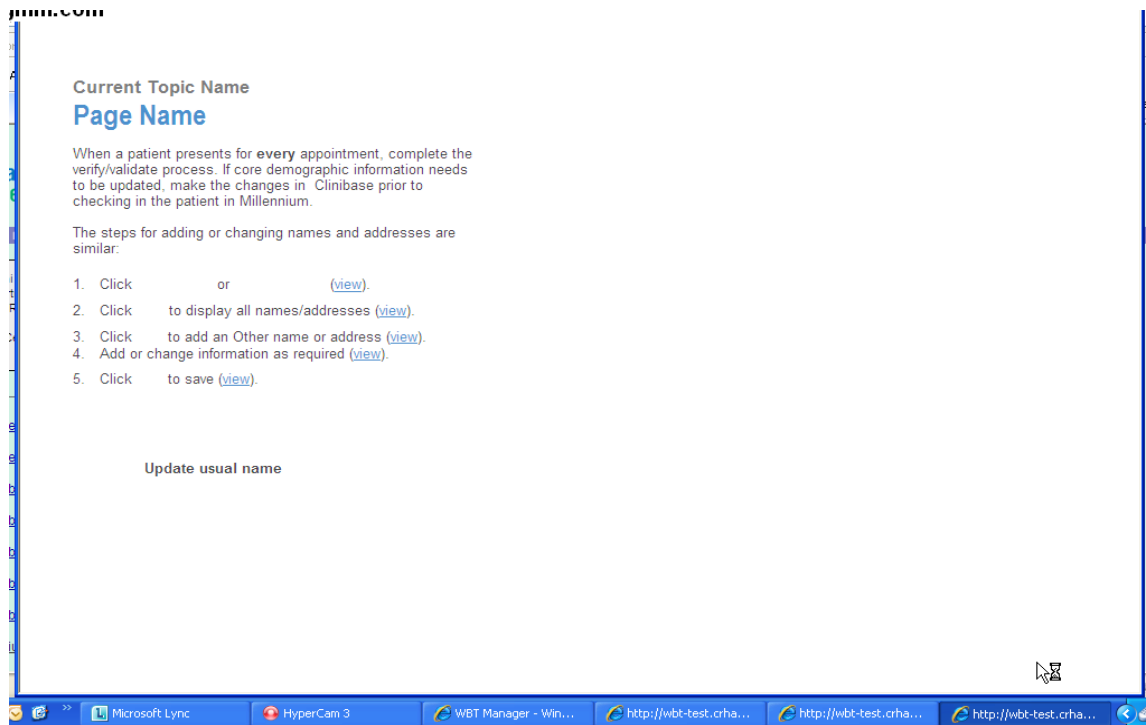 Current Topic Name
Page Name
When a patient presents for every appointment, complete the
verify/validate process. If core demographic information needs
to be updated, make the changes in Clinibase prior to
checking in the patient in Millennium.
The steps for adding or changing names and addresses are
similar:
1. Click or (view).
2. Click to display all names/addresses (view).
3. Click to add an Other name or address (view).
4. Add or change information as required (view).
5. Click to save (view).
Update usual name
Microsoft Lync HyperCam 3 WBT Manager - Win... http://wbt-test.crha... http://wbt-test.crha... http://wbt-test.crha...